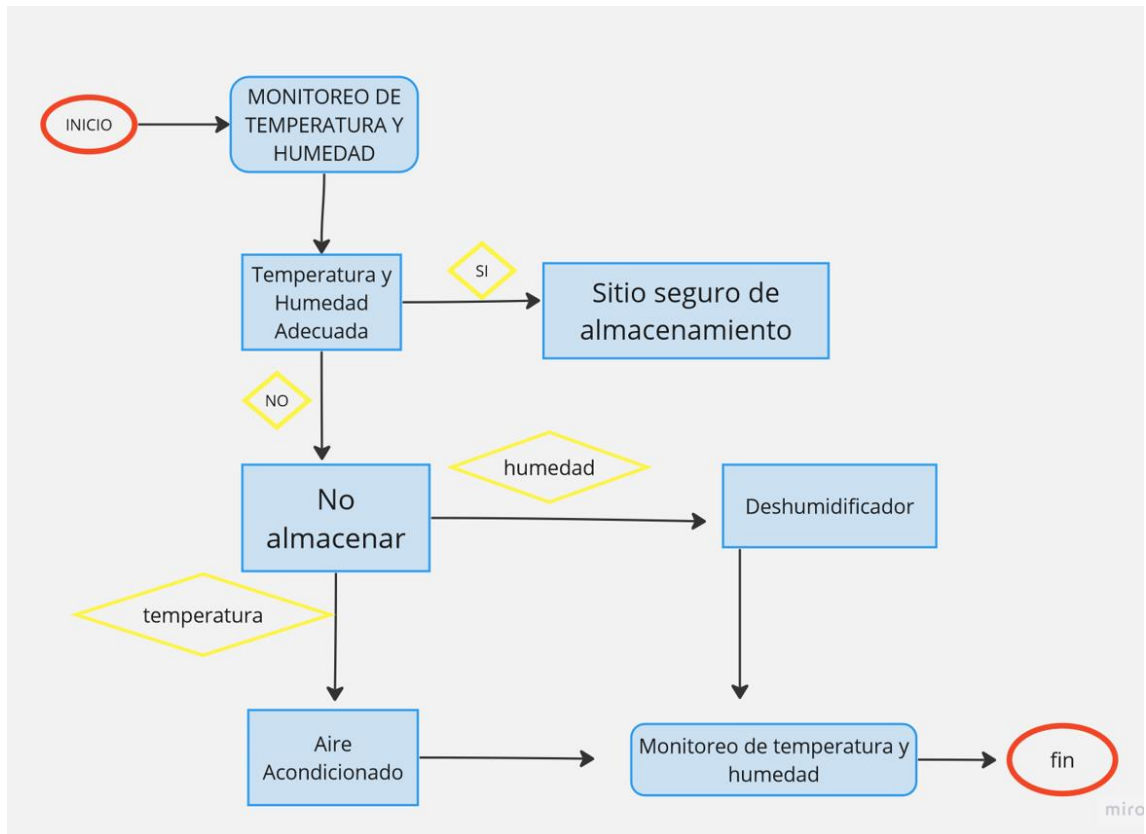 INICIO
MONITOREO DE
TEMPERATURA Y
HUMEDAD
Temperatura y
Humedad
Adecuada
SI
Sitio seguro de
almacenamiento
NO
No
almacenar
humedad
Deshumidificador
temperatura
Aire
Acondicionado
Monitoreo de temperatura y
humedad
fin
miro